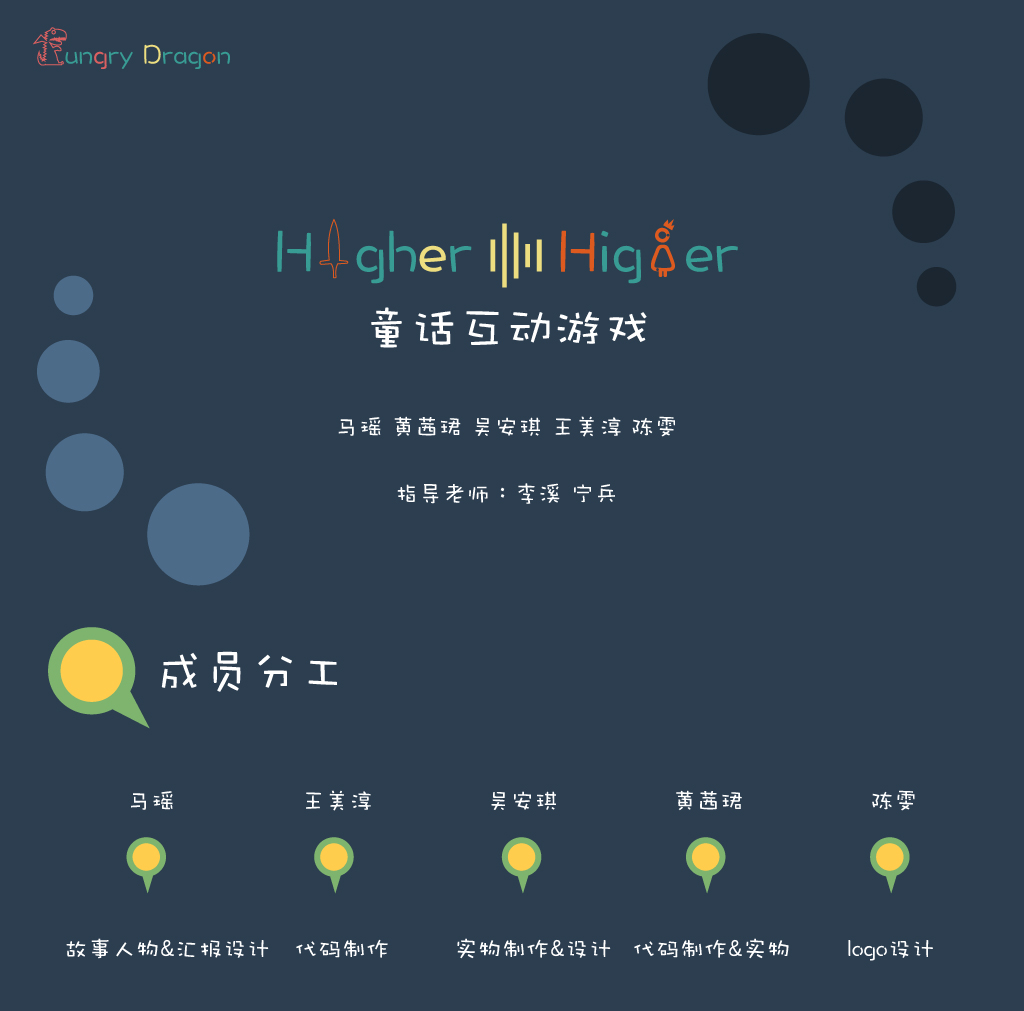 Hungry Dragon
Higher Higher
童话互动游戏
马瑶 黄茜珺 吴安琪 王美淳 陈雯
指导老师：李溪 宁兵
成员分工
马瑶 王美淳 吴安琪 黄茜珺 陈雯
故事人物&汇报设计 代码制作 实物制作&设计 代码制作&实物 logo设计